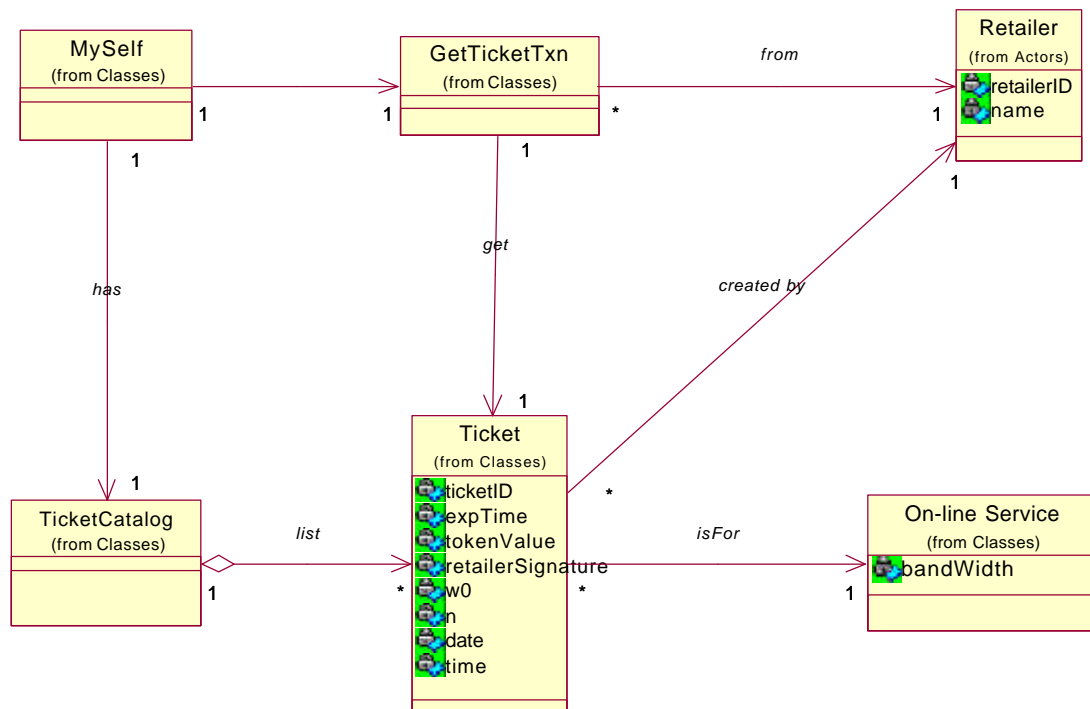 MySelf
(from Classes)
GetTicketTxn
(from Classes)
from
Retailer
(from Actors)
retailerID
name
1
1
*
1
1
1
1
get
has
created by
1
1
Ticket
(from Classes)
ticketID
expTime
tokenValue
retailerSignature
w0
n
date
time
TicketCatalog
(from Classes)
list
1
*
*
isFor
*
1
On-line Service
(from Classes)
bandWidth